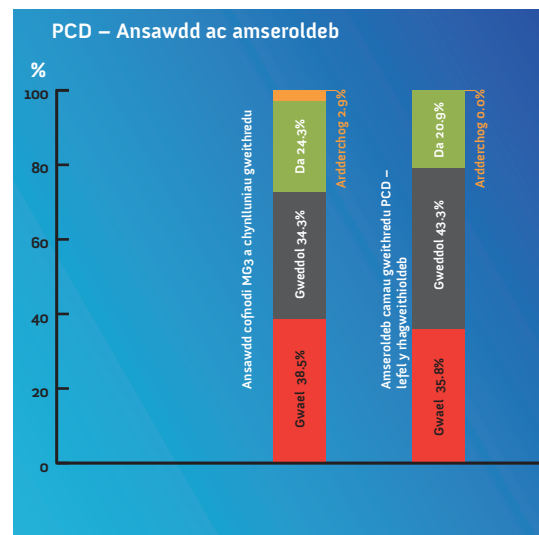 PCD – Ansawdd ac amseroldeb
%
100
80
60
40
20
0
Ansawdd cofnodi MG3 a chynlluniau gweithredu
Gwael 38.5%
Gweddol 34.3%
Da 24.3%
Ardderchog 2.9%
Amseroldeb camau gweithredu PCD –
lefel y rhagweithioldeb
Gwael 35.8%
Gweddol 43.3%
Da 20.9%
Ardderchog 0.0%